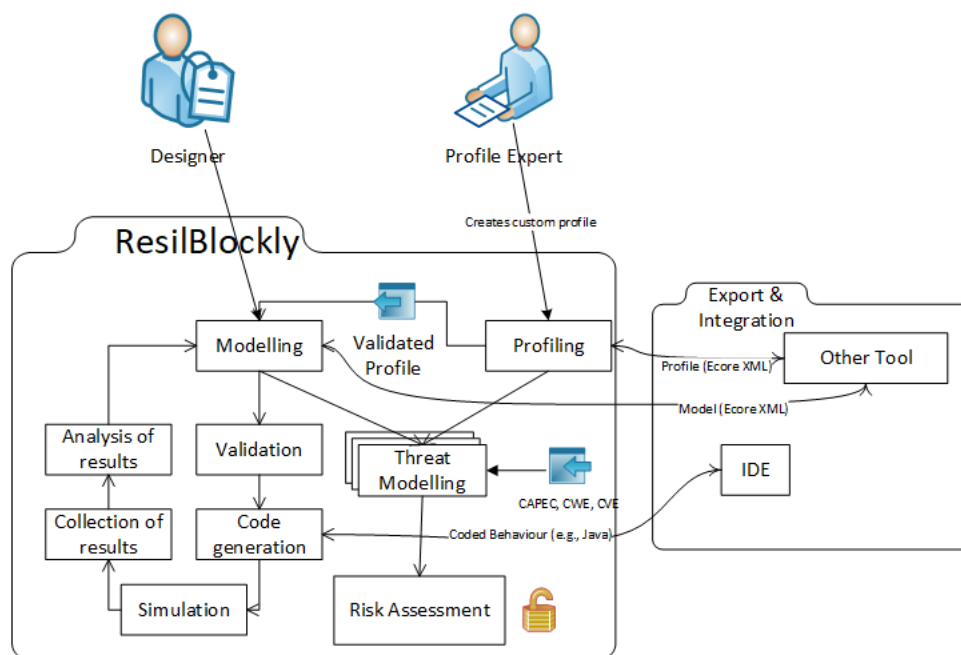 Designer
Profile Expert
Creates custom profile
ResilBlockly
Export &
Integration
Modelling
Validated
Profile
Profiling
Other Tool
Profile (Ecore XML)
Model (Ecore XML)
Analysis of
results
Validation
Threat
Modelling
CAPEC, CWE, CVE
IDE
Collection of
results
Code
generation
Coded Behaviour (e.g., Java)
Simulation
Risk Assessment